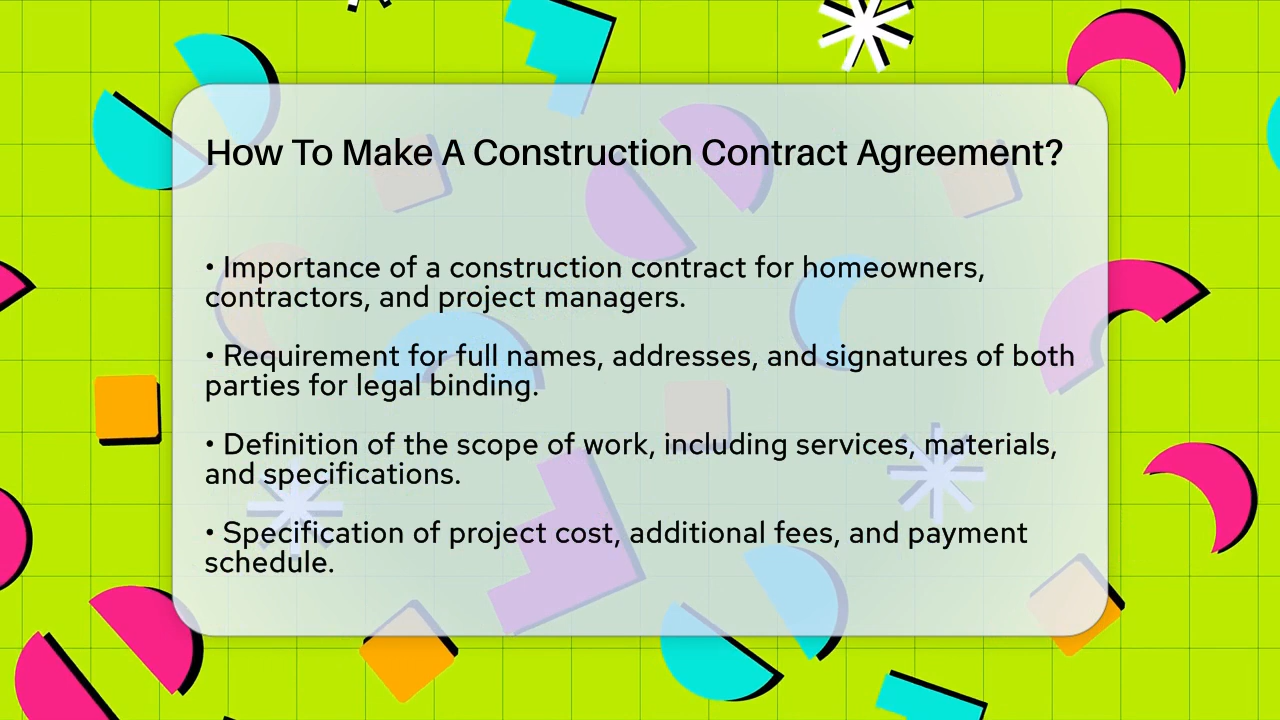 How To Make A Construction Contract Agreement?
• Importance of a construction contract for homeowners,
contractors, and project managers.
• Requirement for full names, addresses, and signatures of both
parties for legal binding.
• Definition of the scope of work, including services, materials,
and specifications.
• Specification of project cost, additional fees, and payment
schedule.